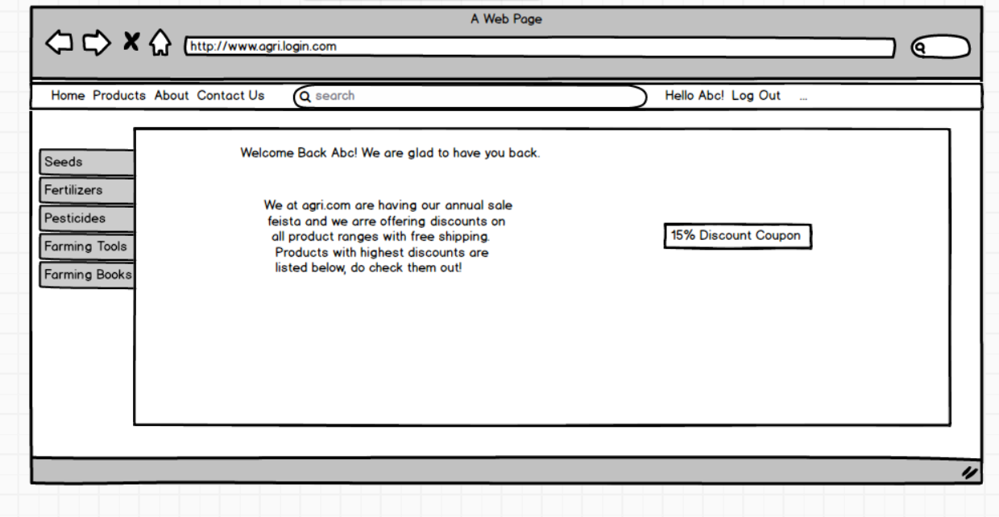 A Web Page
http://www.agri.login.com
Home Products About Contact Us search Hello Abc! Log Out ...
Welcome Back Abc! We are glad to have you back.
Seeds
Fertilizers
Pesticides
Farming Tools
Farming Books
We at agri.com are having our annual sale
feista and we arre offering discounts on
all product ranges with free shipping.
Products with highest discounts are
listed below, do check them out!
15% Discount Coupon